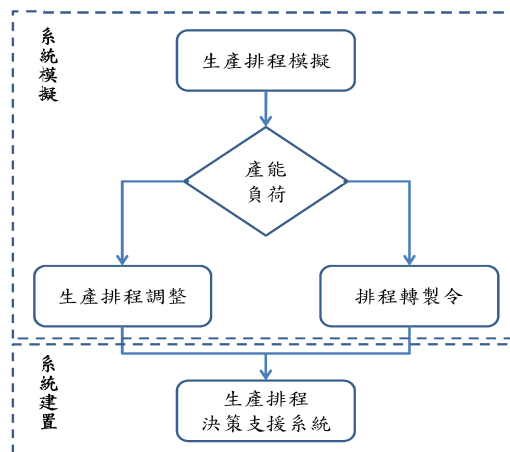 系統模擬
生產排程模擬
產能
負荷
生產排程調整
排程轉製令
系統建置
生產排程
決策支援系統